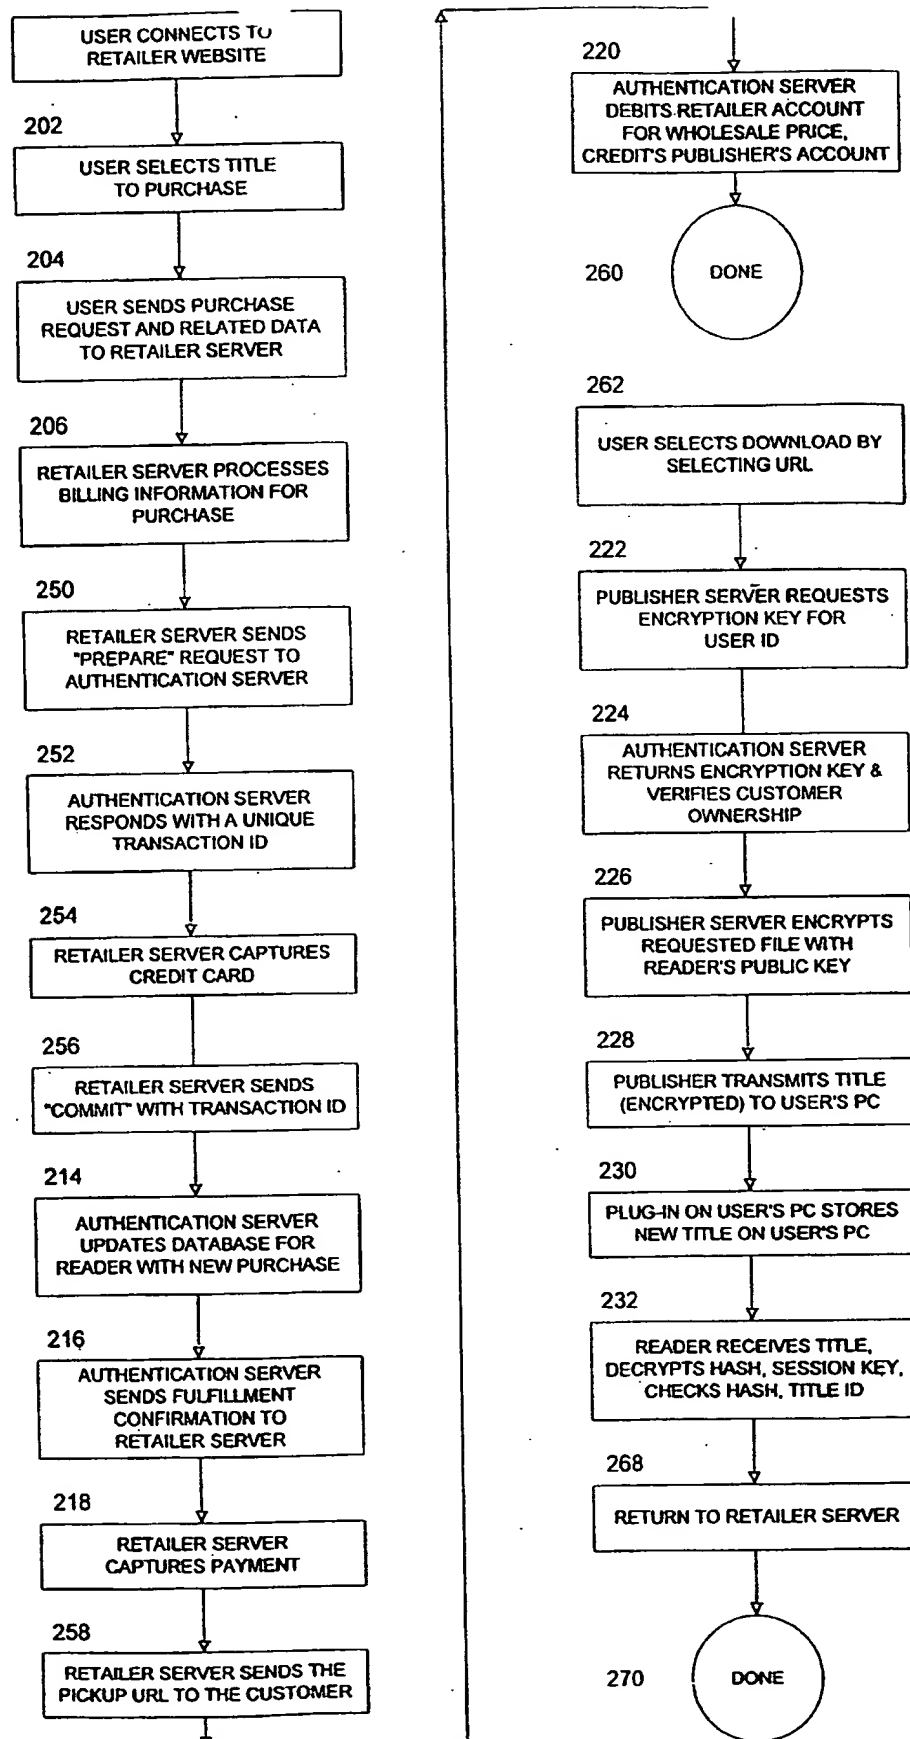 USER CONNECTS TO
RETAILER WEBSITE
202
USER SELECTS TITLE
TO PURCHASE
204
USER SENDS PURCHASE
REQUEST AND RELATED DATA
TO RETAILER SERVER
206
RETAILER SERVER PROCESSES
BILLING INFORMATION FOR
PURCHASE
250
RETAILER SERVER SENDS
"PREPARE" REQUEST TO
AUTHENTICATION SERVER
252
AUTHENTICATION SERVER
RESPONDS WITH A UNIQUE
TRANSACTION ID
254
RETAILER SERVER CAPTURES
CREDIT CARD
256
RETAILER SERVER SENDS
"COMMIT" WITH TRANSACTION ID
214
AUTHENTICATION SERVER
UPDATES DATABASE FOR
READER WITH NEW PURCHASE
216
AUTHENTICATION SERVER
SENDS FULFILLMENT
CONFIRMATION TO
RETAILER SERVER
218
RETAILER SERVER
CAPTURES PAYMENT
258
RETAILER SERVER SENDS THE
PICKUP URL TO THE CUSTOMER
220
AUTHENTICATION SERVER
DEBITS RETAILER ACCOUNT
FOR WHOLESALE PRICE,
CREDIT'S PUBLISHER'S ACCOUNT
260
DONE
262
USER SELECTS DOWNLOAD BY
SELECTING URL
222
PUBLISHER SERVER REQUESTS
ENCRYPTION KEY FOR
USER ID
224
AUTHENTICATION SERVER
RETURNS ENCRYPTION KEY &
VERIFIES CUSTOMER
OWNERSHIP
226
PUBLISHER SERVER ENCRYPTS
REQUESTED FILE WITH
READER'S PUBLIC KEY
228
PUBLISHER TRANSMITS TITLE
(ENCRYPTED) TO USER'S PC
230
PLUG-IN ON USER'S PC STORES
NEW TITLE ON USER'S PC
232
READER RECEIVES TITLE,
DECRYPTS HASH, SESSION KEY,
CHECKS HASH, TITLE ID
268
RETURN TO RETAILER SERVER
270
DONE